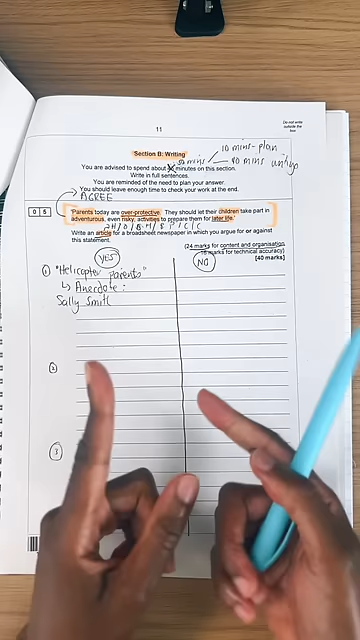 11
Do not write
outside the
box
Section B: Writing
10 mins - plan
50 mins
40 mins writing
You are advised to spend about minutes on this section.
Write in full sentences.
You are reminded of the need to plan your answer.
You should leave enough time to check your work at the end.
AGREE
0 5
'Parents today are over-protective. They should let their children take part in
adventurous, even risky, activities to prepare them for later life.'
Write an article for a broadsheet newspaper in which you argue for or against
this statement.
(24 marks for content and organisation
16 marks for technical accuracy)
[40 marks]
YES
NO
1 "Helicopter parents"
↳ Anecdote:
Sally Smith
2
3